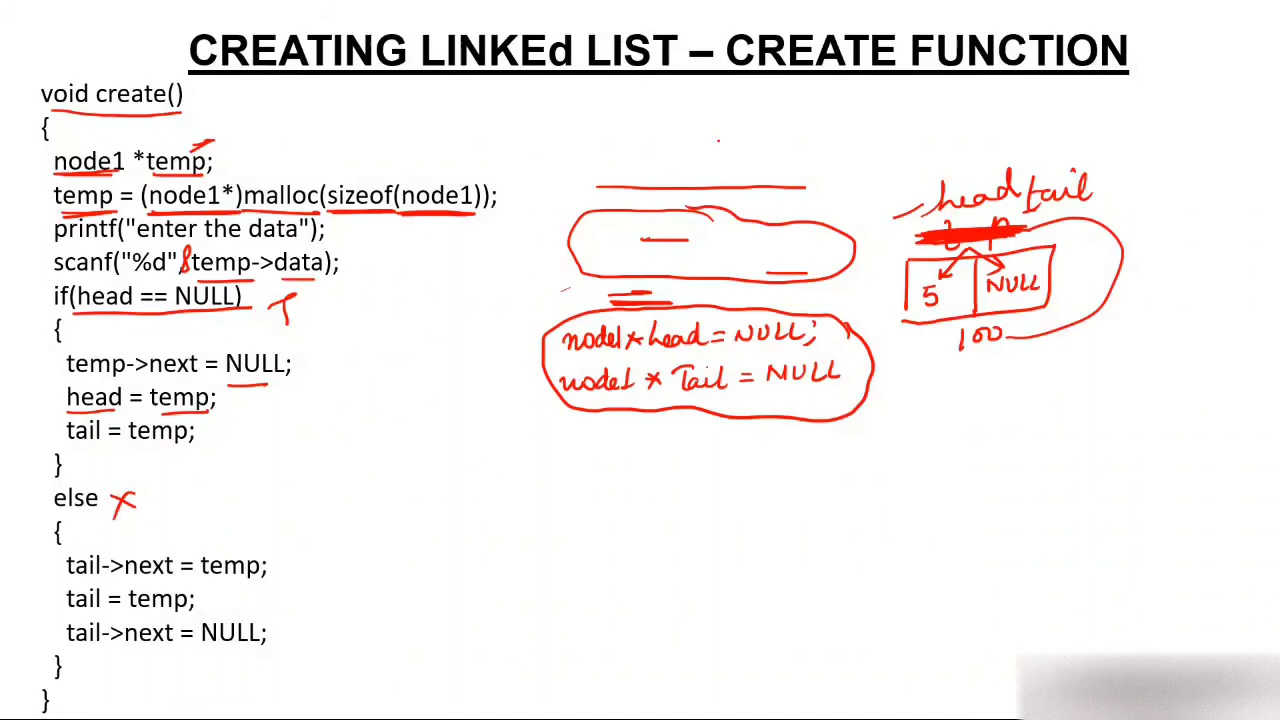 CREATING LINKEd LIST – CREATE FUNCTION
void create()
{
node1 *temp;
temp = (node1*)malloc(sizeof(node1));
printf("enter the data");
scanf("%d",&temp->data);
if(head == NULL) T
{
temp->next = NULL;
head = temp;
tail = temp;
}
else x
{
tail->next = temp;
tail = temp;
tail->next = NULL;
}
}
node1 * head = NULL;
node1 * Tail = NULL
head tail
5 NULL
100